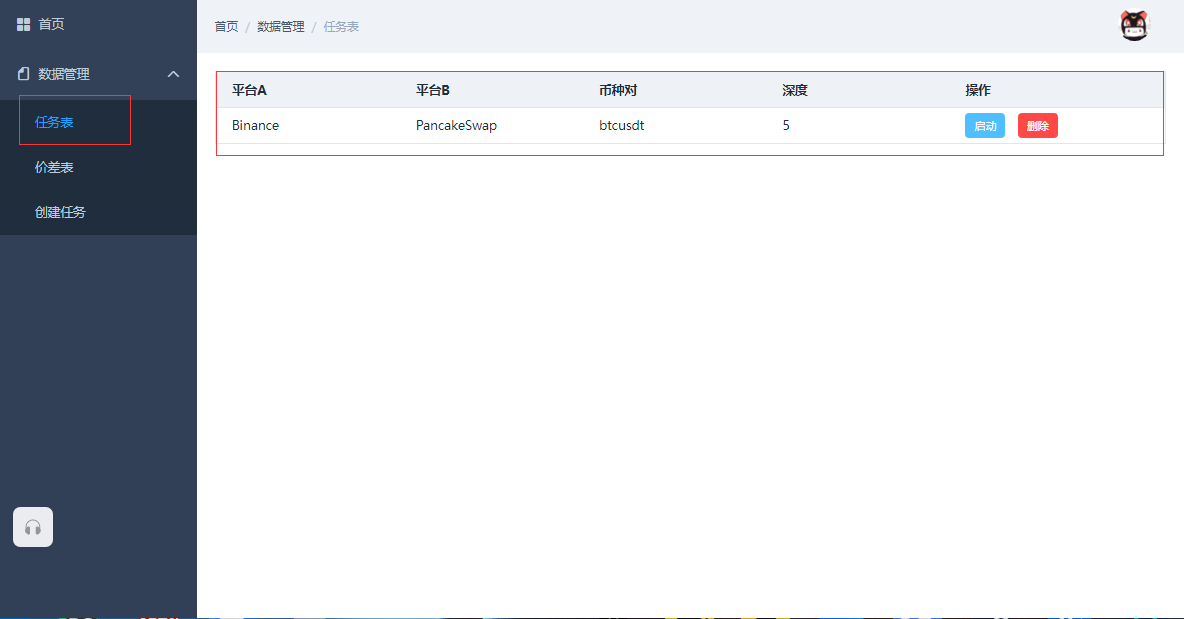 首页
数据管理
任务表
价差表
创建任务
首页 / 数据管理 / 任务表
平台A 平台B 币种对 深度 操作
Binance PancakeSwap btcusdt 5 启动 删除